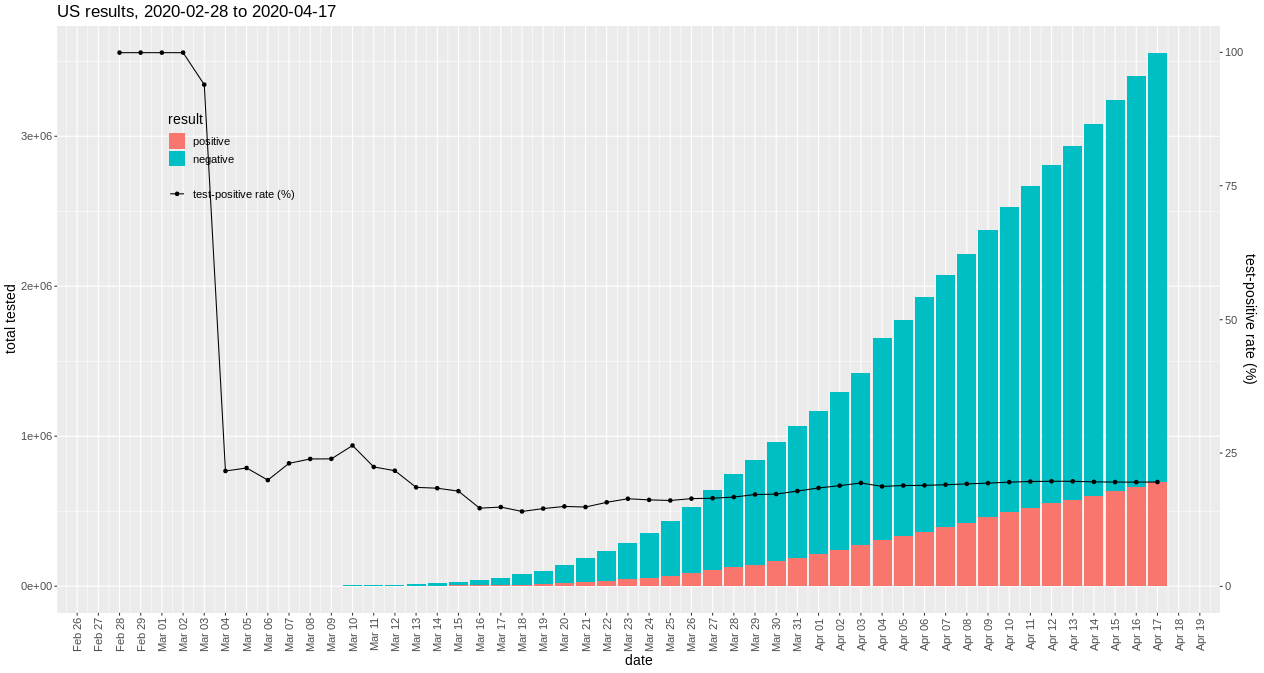 US results, 2020-02-28 to 2020-04-17
result
positive
negative
test-positive rate (%)
total tested
3e+06
2e+06
1e+06
0e+00
100
75
50
25
0
test-positive rate (%)
Feb 26
Feb 27
Feb 28
Feb 29
Mar 01
Mar 02
Mar 03
Mar 04
Mar 05
Mar 06
Mar 07
Mar 08
Mar 09
Mar 10
Mar 11
Mar 12
Mar 13
Mar 14
Mar 15
Mar 16
Mar 17
Mar 18
Mar 19
Mar 20
Mar 21
Mar 22
Mar 23
Mar 24
Mar 25
Mar 26
Mar 27
Mar 28
Mar 29
Mar 30
Mar 31
Apr 01
Apr 02
Apr 03
Apr 04
Apr 05
Apr 06
Apr 07
Apr 08
Apr 09
Apr 10
Apr 11
Apr 12
Apr 13
Apr 14
Apr 15
Apr 16
Apr 17
Apr 18
Apr 19
date